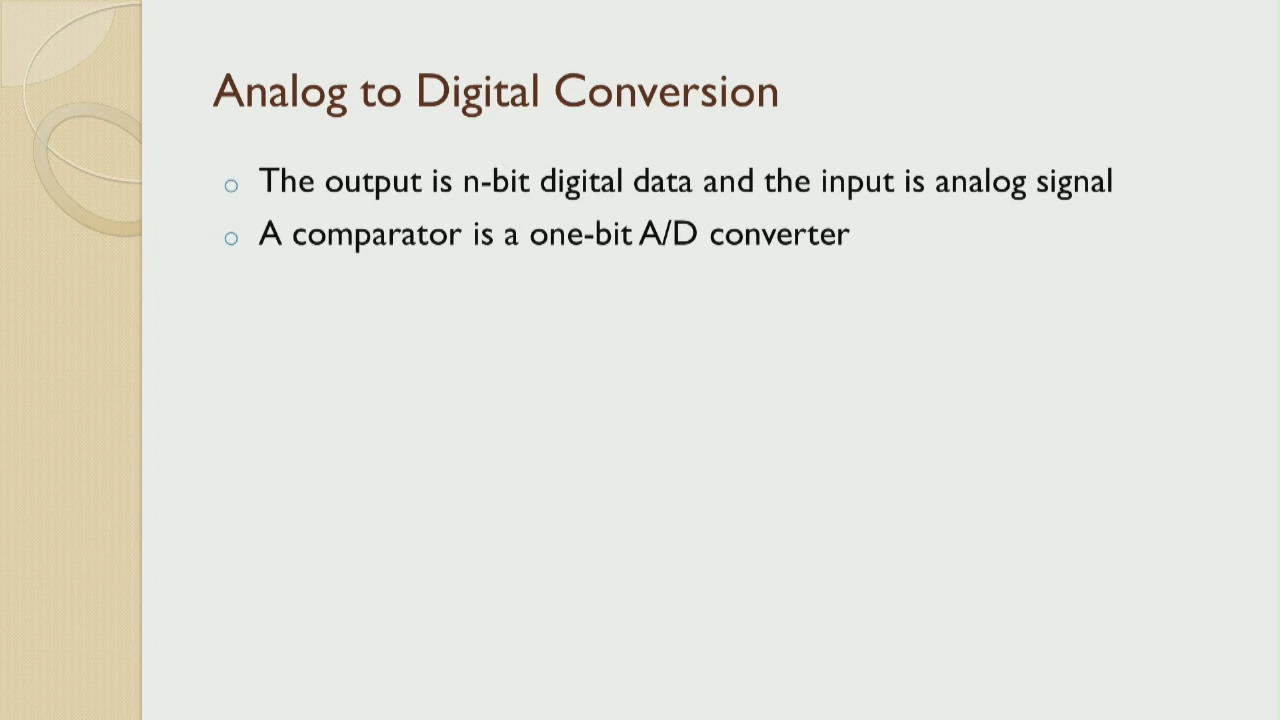 Analog to Digital Conversion
The output is n-bit digital data and the input is analog signal
A comparator is a one-bit A/D converter